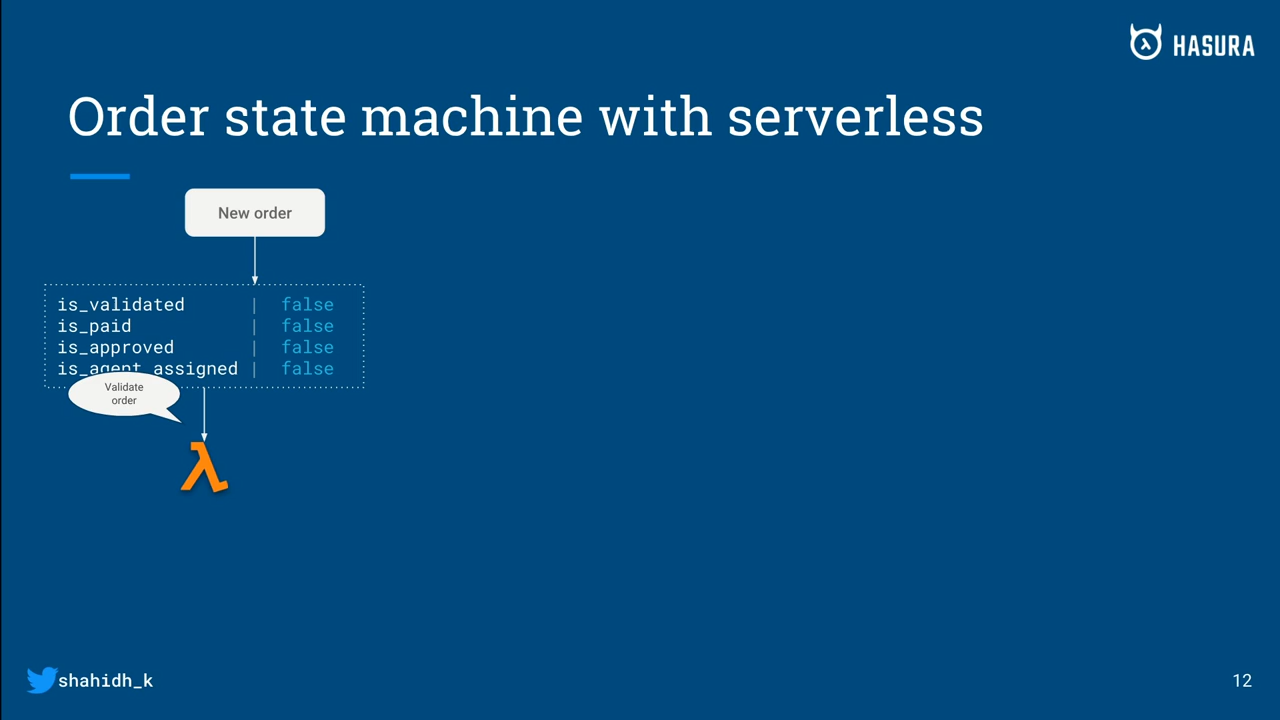 HASURA
Order state machine with serverless
New order
is_validated | false
is_paid | false
is_approved | false
is_agent_assigned | false
Validate
order
λ
shahidh_k
12